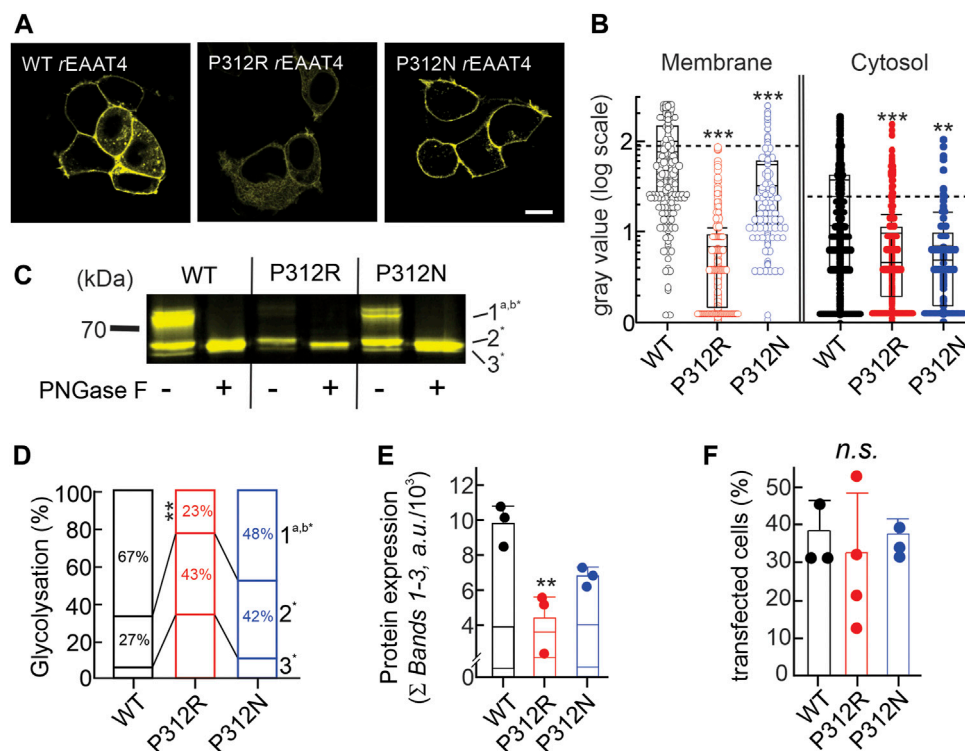 A
WT rEAAT4
P312R rEAAT4
P312N rEAAT4
B
Membrane
Cytosol
gray value (log scale)
2
1
0
***
***
***
**
WT
P312R
P312N
WT
P312R
P312N
C
(kDa)
WT
P312R
P312N
70
1a,b*
2*
3*
PNGase F
- + - + - +
D
Glycolysation (%)
100
80
60
40
20
0
67%
27%
**
23%
43%
48%
42%
1a,b*
2*
3*
WT
P312R
P312N
E
Protein expression
(Σ Bands 1-3, a.u./10³)
12
10
8
6
4
0
**
WT
P312R
P312N
F
n.s.
transfected cells (%)
50
40
30
20
10
0
WT
P312R
P312N